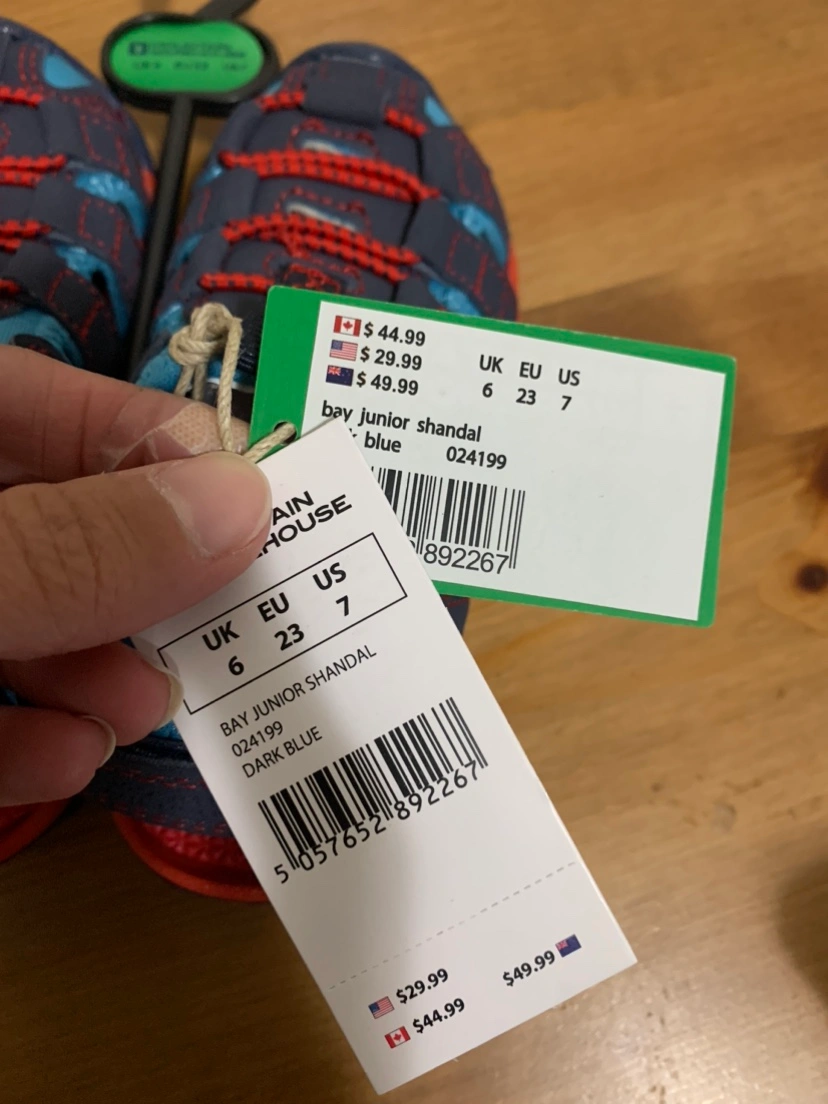 $ 44.99
$ 29.99
$ 49.99
UK EU US
6 23 7
bay junior shandal
blue 024199
892267
AIN
HOUSE
UK EU US
6 23 7
BAY JUNIOR SHANDAL
024199
DARK BLUE
5 057652 892267
$29.99 $49.99
$44.99